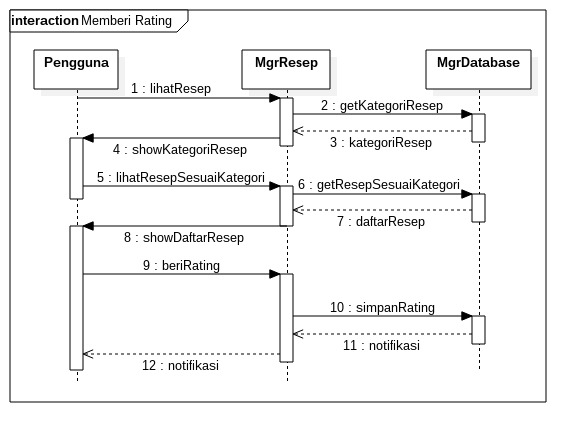 interaction Memberi Rating
Pengguna
MgrResep
MgrDatabase
1 : lihatResep
2 : getKategoriResep
3 : kategoriResep
4 : showKategoriResep
5 : lihatResepSesuaiKategori
6 : getResepSesuaiKategori
7 : daftarResep
8 : showDaftarResep
9 : beriRating
10 : simpanRating
11 : notifikasi
12 : notifikasi